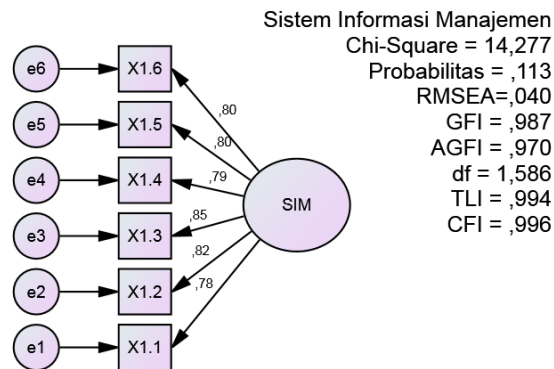 Sistem Informasi Manajemen
Chi-Square = 14,277
Probabilitas = ,113
RMSEA=,040
GFI = ,987
AGFI = ,970
df = 1,586
TLI = ,994
CFI = ,996
e6 X1.6
,80
e5 X1.5
,80
e4 X1.4
,79
SIM
e3 X1.3
,85
e2 X1.2
,82
e1 X1.1
,78